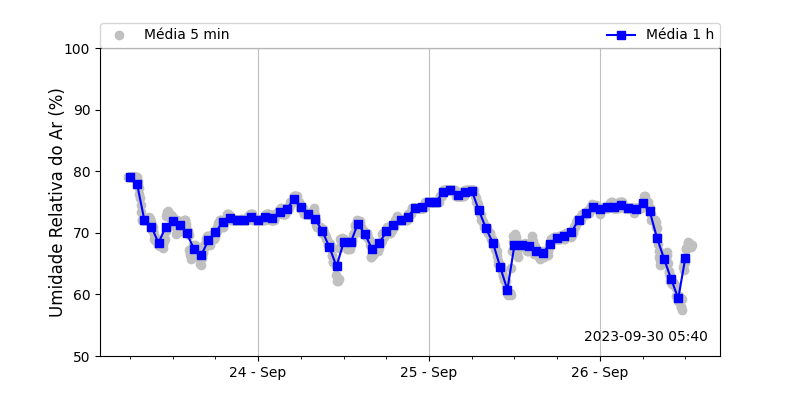 Média 5 min
Média 1 h
100
90
80
70
60
50
Umidade Relativa do Ar (%)
2023-09-30 05:40
24 - Sep
25 - Sep
26 - Sep